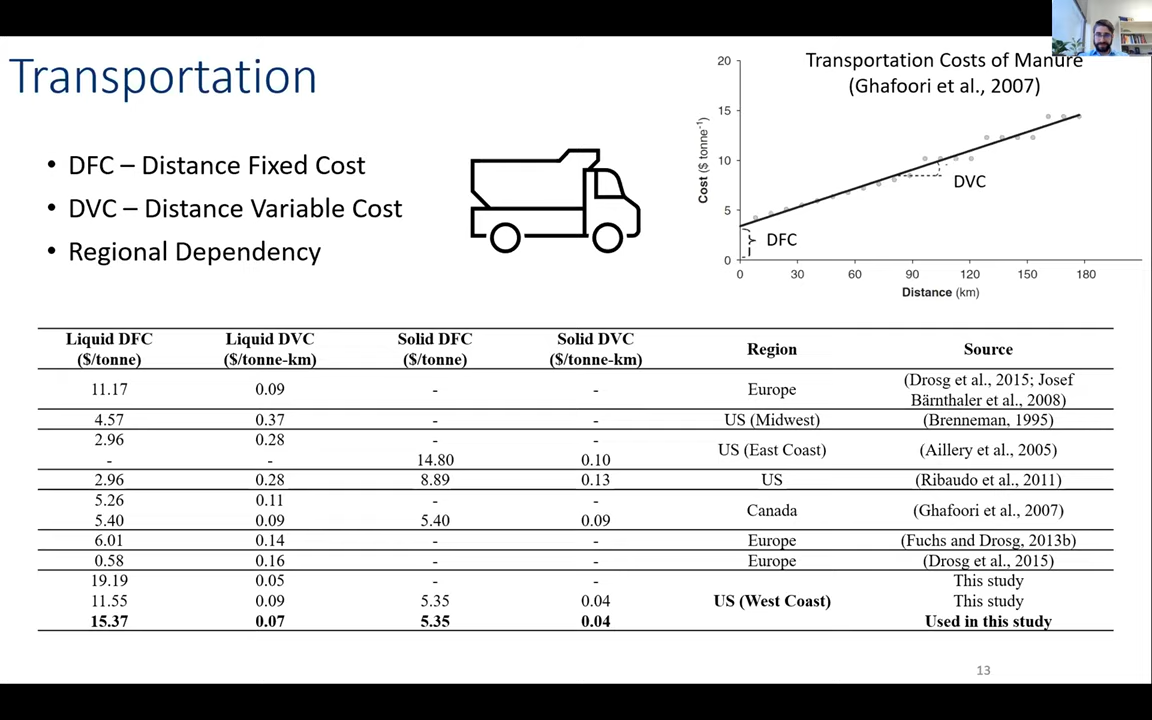 Transportation
• DFC – Distance Fixed Cost
• DVC – Distance Variable Cost
• Regional Dependency
Transportation Costs of Manure
(Ghafoori et al., 2007)
Cost ($ tonne⁻¹)
20
15
10
5
0
DVC
DFC
0 30 60 90 120 150 180
Distance (km)
Liquid DFC ($/tonne) Liquid DVC ($/tonne-km) Solid DFC ($/tonne) Solid DVC ($/tonne-km) Region Source
11.17 0.09 - - Europe (Drosg et al., 2015; Josef Bärnthaler et al., 2008)
4.57 0.37 - - US (Midwest) (Brenneman, 1995)
2.96 0.28 - - US (East Coast) (Aillery et al., 2005)
- - 14.80 0.10
2.96 0.28 8.89 0.13 US (Ribaudo et al., 2011)
5.26 0.11 - - Canada (Ghafoori et al., 2007)
5.40 0.09 5.40 0.09
6.01 0.14 - - Europe (Fuchs and Drosg, 2013b)
0.58 0.16 - - Europe (Drosg et al., 2015)
19.19 0.05 - - This study
11.55 0.09 5.35 0.04 US (West Coast) This study
15.37 0.07 5.35 0.04 Used in this study
13